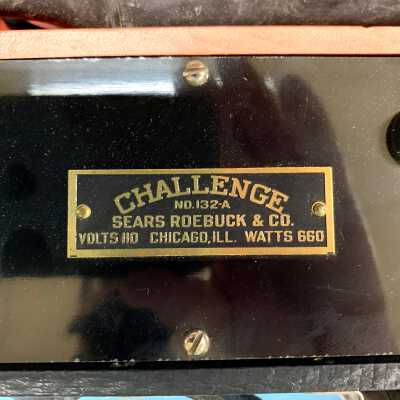 CHALLENGE
NO. 132-A
SEARS ROEBUCK & CO.
VOLTS 110 CHICAGO, ILL. WATTS 660